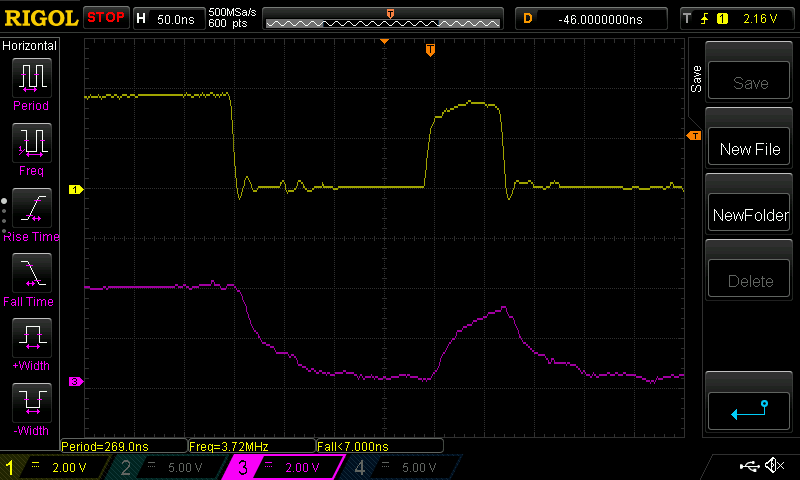 RIGOL STOP H 50.0ns 500MSa/s D -46.0000000ns T 1 2.16 V
600 pts
T
Horizontal
T
Save
Save
Period
T
New File
Freq
1
NewFolder
Rise Time
Delete
Fall Time
+Width
3
-Width
Period=269.0ns Freq=3.72MHz Fall<7.000ns
1 2.00 V 2 5.00 V 3 2.00 V 4 5.00 V